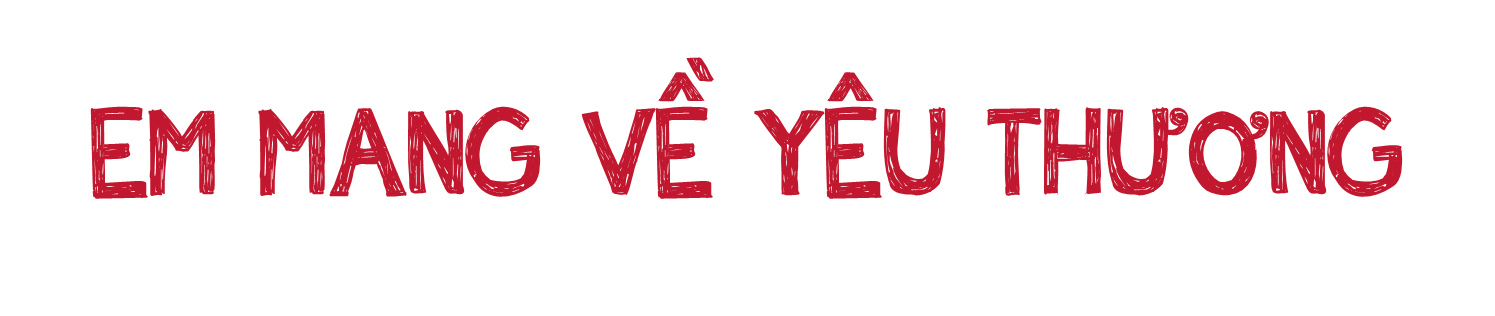 EM MANG VỀ YÊU THƯƠNG